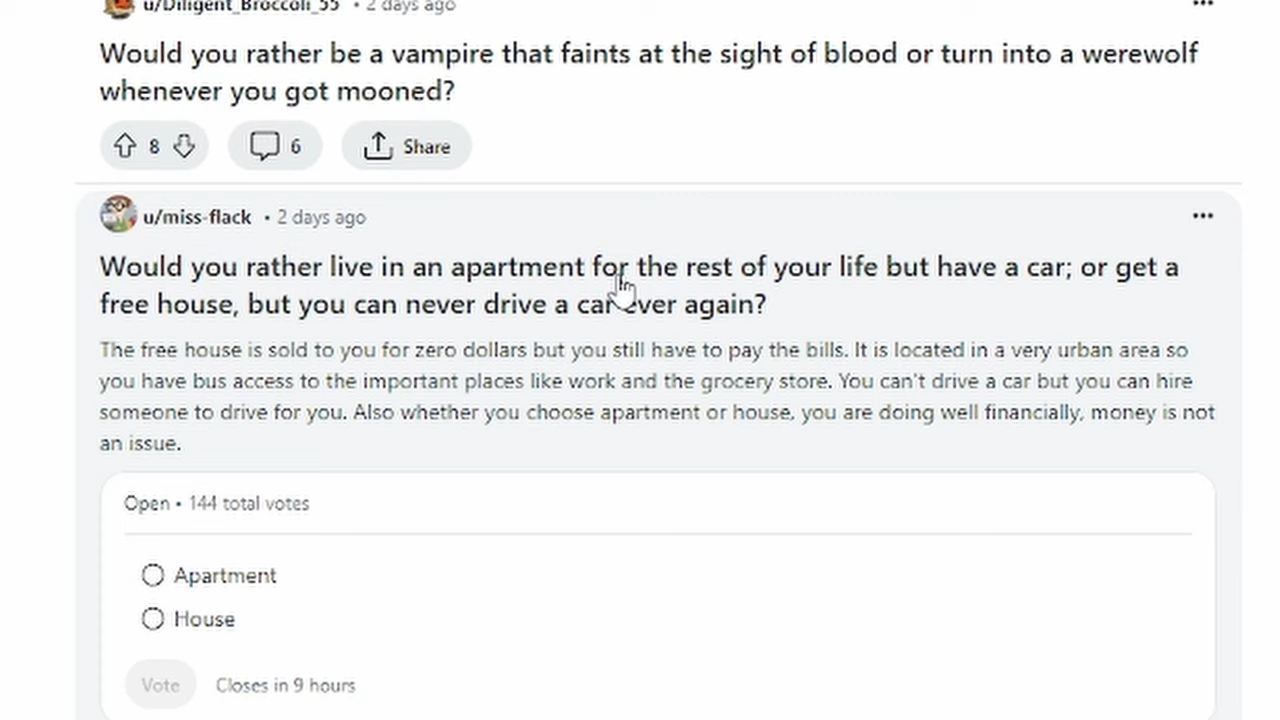 u/Diligent_Broccoli_55 • 2 days ago
Would you rather be a vampire that faints at the sight of blood or turn into a werewolf
whenever you got mooned?
8 6 Share
u/miss-flack • 2 days ago
Would you rather live in an apartment for the rest of your life but have a car; or get a
free house, but you can never drive a car ever again?
The free house is sold to you for zero dollars but you still have to pay the bills. It is located in a very urban area so
you have bus access to the important places like work and the grocery store. You can't drive a car but you can hire
someone to drive for you. Also whether you choose apartment or house, you are doing well financially, money is not
an issue.
Open • 144 total votes
Apartment
House
Vote Closes in 9 hours